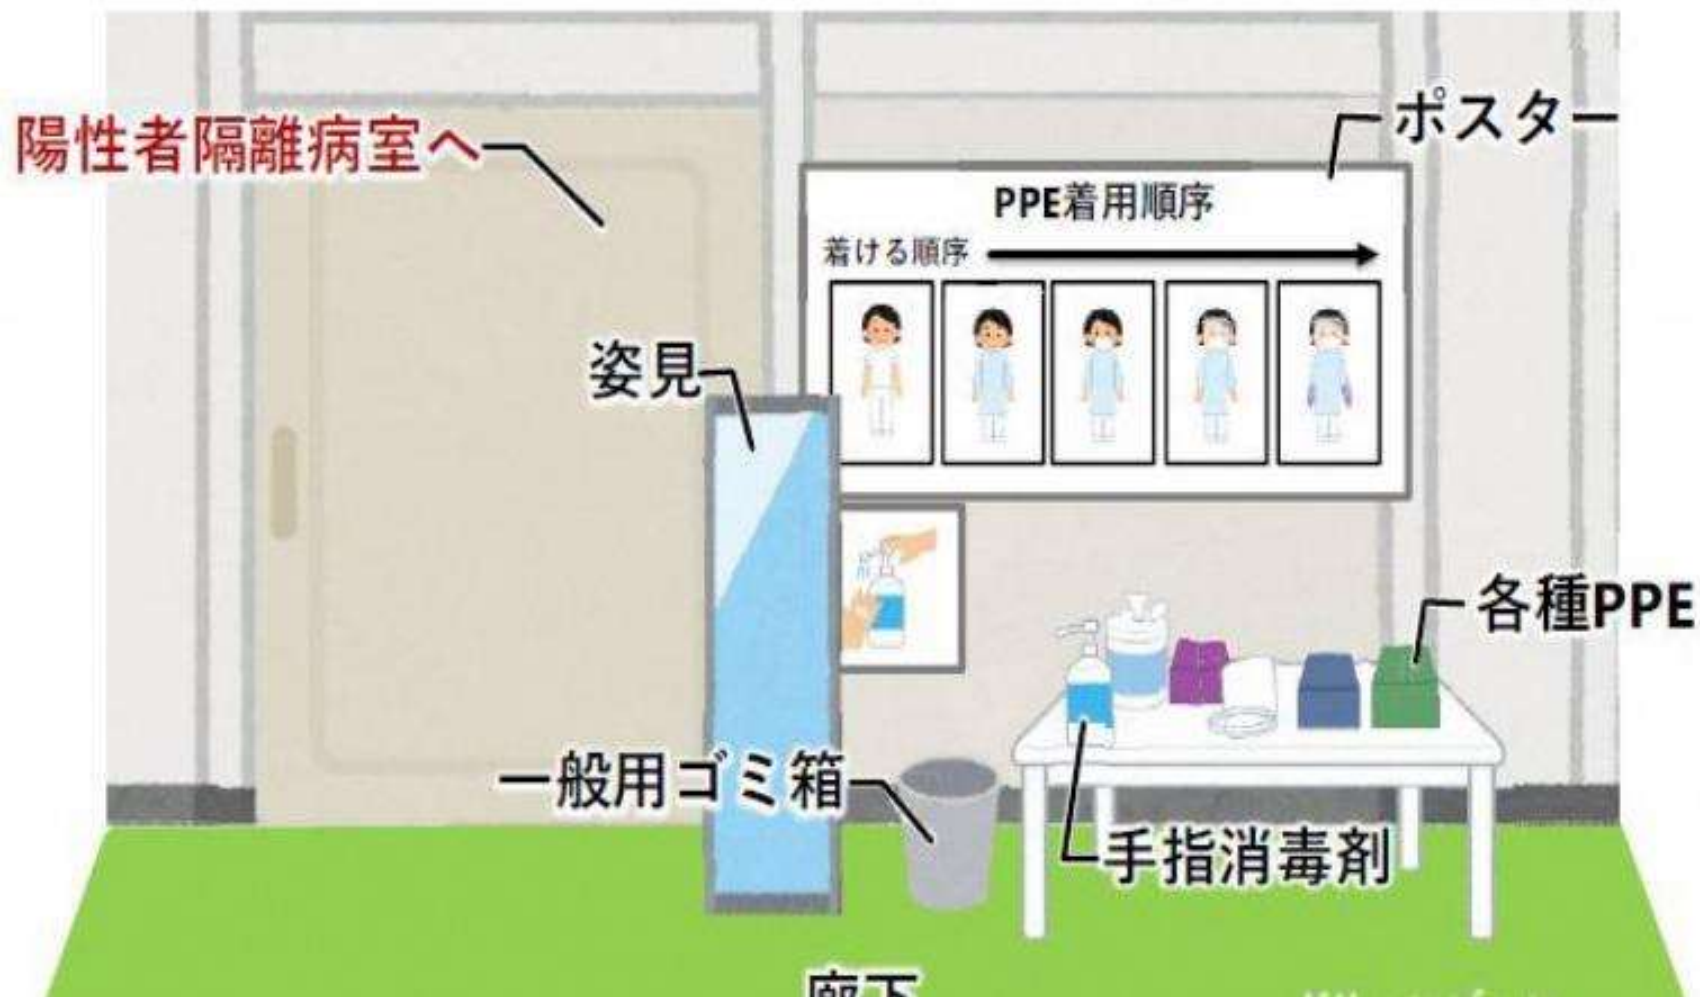 陽性者隔離病室へ
ポスター
PPE着用順序
着ける順序
姿見
各種PPE
一般用ゴミ箱
手指消毒剤
廊下